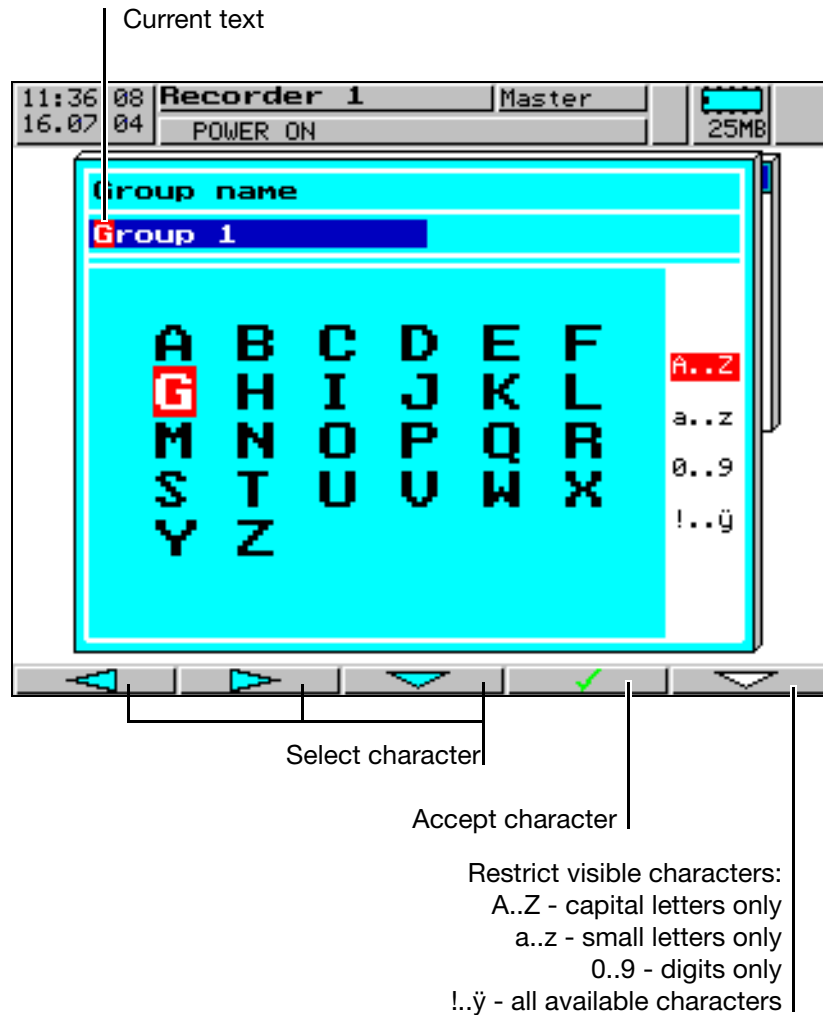 Current text
11:36 08 Recorder 1 Master
16.07 04 POWER ON 25MB
Group name
Group 1
A B C D E F
G H I J K L
M N O P Q R
S T U V W X
Y Z
A..Z
a..z
0..9
!..ÿ
Select character
Accept character
Restrict visible characters:
A..Z - capital letters only
a..z - small letters only
0..9 - digits only
!..ÿ - all available characters